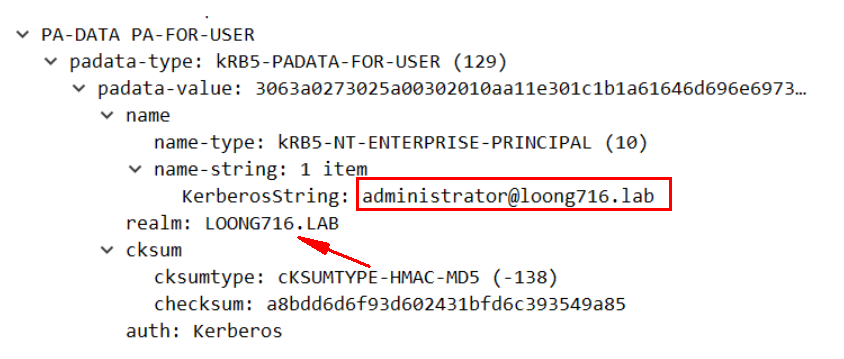 PA-DATA PA-FOR-USER
padata-type: kRB5-PADATA-FOR-USER (129)
padata-value: 3063a0273025a00302010aa11e301c1b1a61646d696e6973…
name
name-type: kRB5-NT-ENTERPRISE-PRINCIPAL (10)
name-string: 1 item
KerberosString: administrator@loong716.lab
realm: LOONG716.LAB
cksum
cksumtype: cKSUMTYPE-HMAC-MD5 (-138)
checksum: a8bdd6d6f93d602431bfd6c393549a85
auth: Kerberos